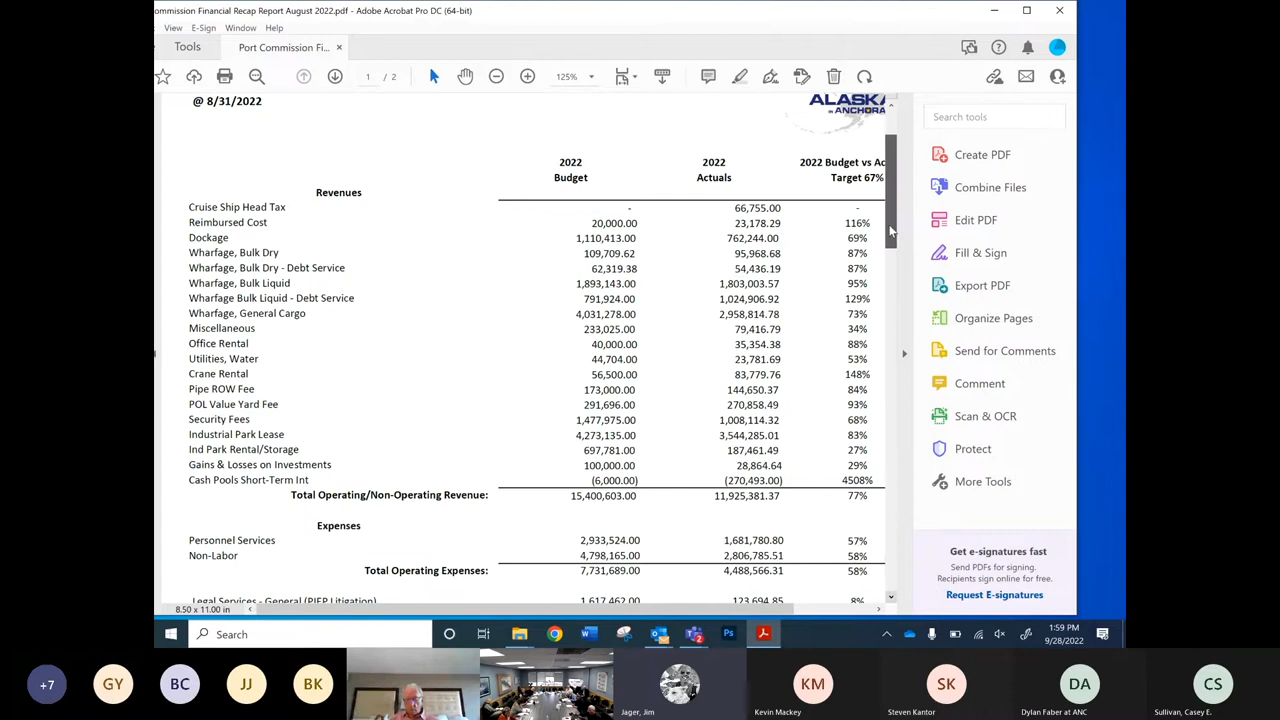 ommission Financial Recap Report August 2022.pdf - Adobe Acrobat Pro DC (64-bit)
View E-Sign Window Help
Tools Port Commission Fi... ×
1 / 2 125%
@ 8/31/2022
ALASKA
IN ANCHORA
Search tools
Create PDF
Combine Files
Edit PDF
Fill & Sign
Export PDF
Organize Pages
Send for Comments
Comment
Scan & OCR
Protect
More Tools
Get e-signatures fast
Send PDFs for signing.
Recipients sign online for free.
Request E-signatures
2022 2022 2022 Budget vs Ac
Budget Actuals Target 67%
Revenues
Cruise Ship Head Tax - 66,755.00 -
Reimbursed Cost 20,000.00 23,178.29 116%
Dockage 1,110,413.00 762,244.00 69%
Wharfage, Bulk Dry 109,709.62 95,968.68 87%
Wharfage, Bulk Dry - Debt Service 62,319.38 54,436.19 87%
Wharfage, Bulk Liquid 1,893,143.00 1,803,003.57 95%
Wharfage Bulk Liquid - Debt Service 791,924.00 1,024,906.92 129%
Wharfage, General Cargo 4,031,278.00 2,958,814.78 73%
Miscellaneous 233,025.00 79,416.79 34%
Office Rental 40,000.00 35,354.38 88%
Utilities, Water 44,704.00 23,781.69 53%
Crane Rental 56,500.00 83,779.76 148%
Pipe ROW Fee 173,000.00 144,650.37 84%
POL Value Yard Fee 291,696.00 270,858.49 93%
Security Fees 1,477,975.00 1,008,114.32 68%
Industrial Park Lease 4,273,135.00 3,544,285.01 83%
Ind Park Rental/Storage 697,781.00 187,461.49 27%
Gains & Losses on Investments 100,000.00 28,864.64 29%
Cash Pools Short-Term Int (6,000.00) (270,493.00) 4508%
Total Operating/Non-Operating Revenue: 15,400,603.00 11,925,381.37 77%
Expenses
Personnel Services 2,933,524.00 1,681,780.80 57%
Non-Labor 4,798,165.00 2,806,785.51 58%
Total Operating Expenses: 7,731,689.00 4,488,566.31 58%
Legal Services - General (PIEP Litigation) 1,617,462.00 123,694.85 8%
8.50 x 11.00 in
Search
W Ps
1:59 PM
9/28/2022
+7 GY BC JJ BK KM SK DA CS
Jager, Jim Kevin Mackey Steven Kantor Dylan Faber at ANC Sullivan, Casey E.